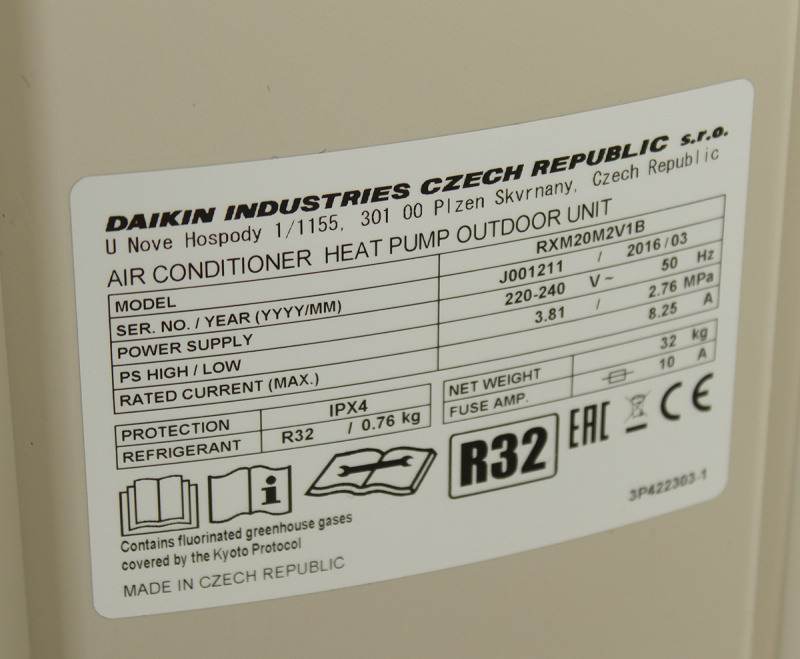 DAIKIN INDUSTRIES CZECH REPUBLIC s.r.o.
U Nove Hospody 1/1155, 301 00 Plzen Skvrnany, Czech Republic
AIR CONDITIONER HEAT PUMP OUTDOOR UNIT
MODEL RXM20M2V1B
SER. NO. / YEAR (YYYY/MM) J001211 / 2016/03
POWER SUPPLY 220-240 V ~ 50 Hz
PS HIGH / LOW 3.81 / 2.76 MPa
RATED CURRENT (MAX.) 8.25 A
PROTECTION IPX4
REFRIGERANT R32 / 0.76 kg
NET WEIGHT 32 kg
FUSE AMP. 10 A
i
R32
EAC
CE
Contains fluorinated greenhouse gases
covered by the Kyoto Protocol
3P422303-1
MADE IN CZECH REPUBLIC